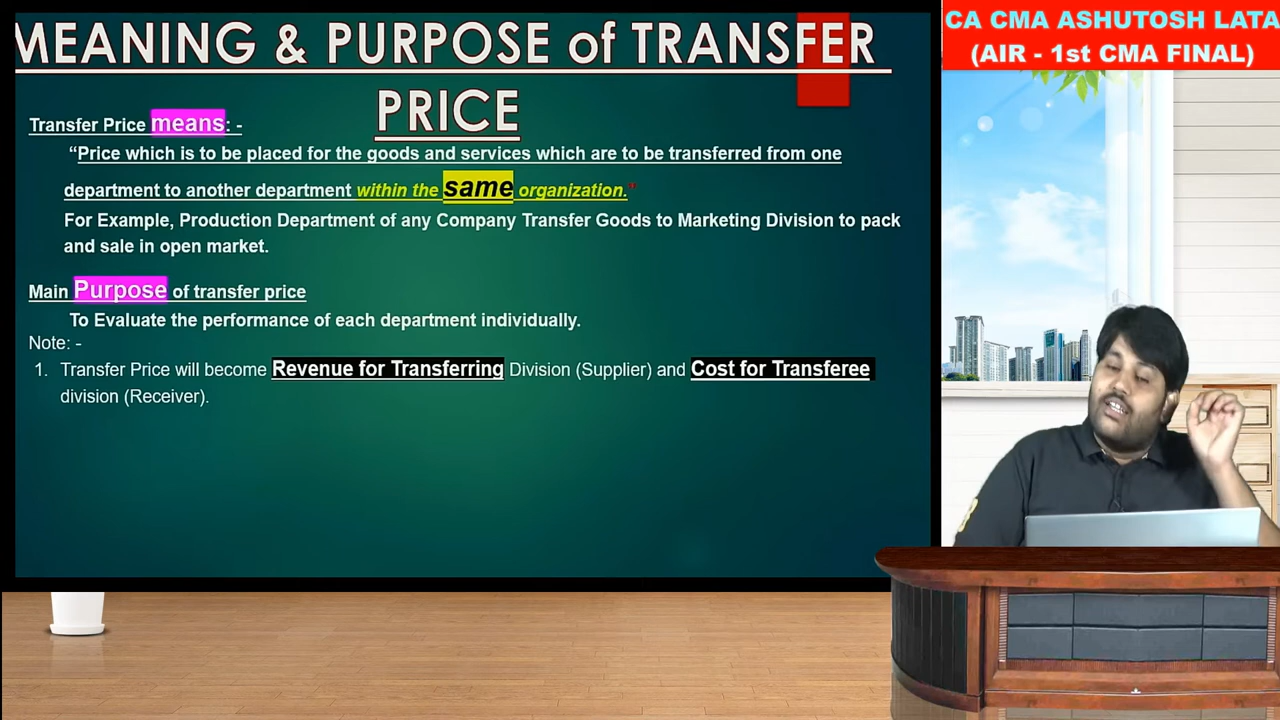 MEANING & PURPOSE of TRANSFER
PRICE
Transfer Price means: -
“Price which is to be placed for the goods and services which are to be transferred from one
department to another department within the same organization.”
For Example, Production Department of any Company Transfer Goods to Marketing Division to pack
and sale in open market.
Main Purpose of transfer price
To Evaluate the performance of each department individually.
Note: -
1. Transfer Price will become Revenue for Transferring Division (Supplier) and Cost for Transferee
division (Receiver).
CA CMA ASHUTOSH LATA
(AIR - 1st CMA FINAL)